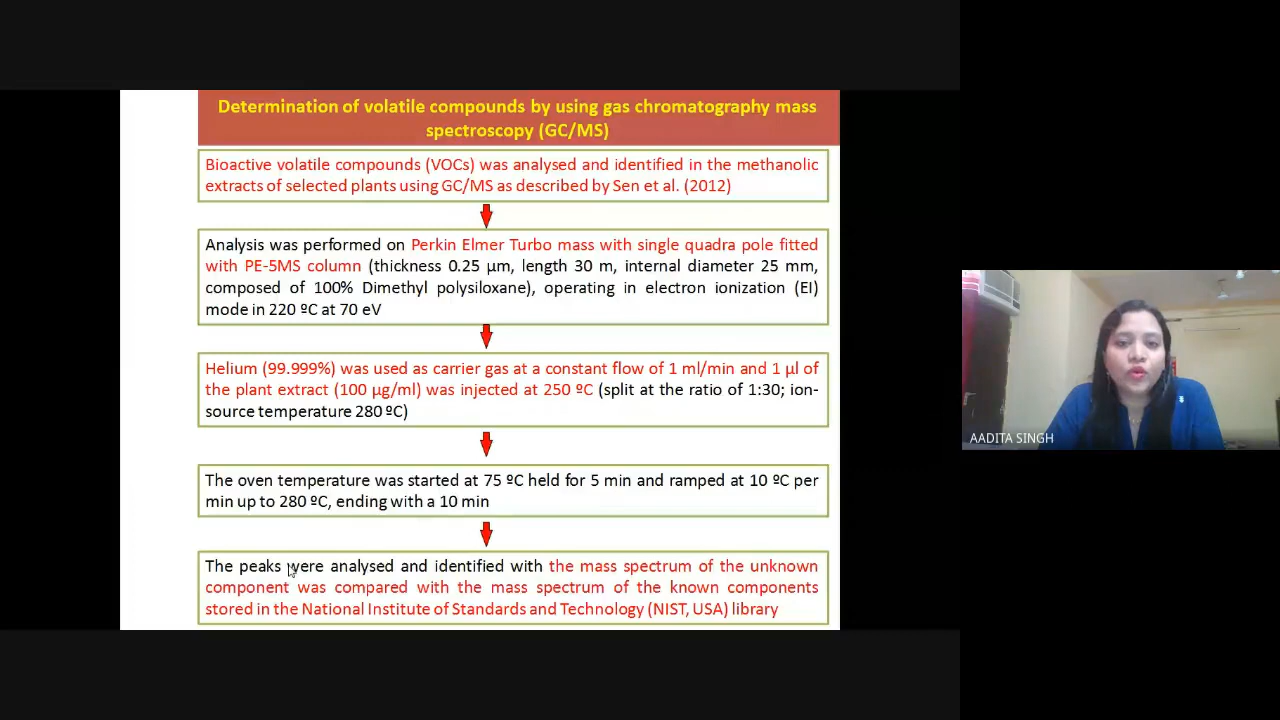 Determination of volatile compounds by using gas chromatography mass
spectroscopy (GC/MS)
Bioactive volatile compounds (VOCs) was analysed and identified in the methanolic
extracts of selected plants using GC/MS as described by Sen et al. (2012)
Analysis was performed on Perkin Elmer Turbo mass with single quadra pole fitted
with PE-5MS column (thickness 0.25 µm, length 30 m, internal diameter 25 mm,
composed of 100% Dimethyl polysiloxane), operating in electron ionization (EI)
mode in 220 ºC at 70 eV
Helium (99.999%) was used as carrier gas at a constant flow of 1 ml/min and 1 µl of
the plant extract (100 µg/ml) was injected at 250 ºC (split at the ratio of 1:30; ion-
source temperature 280 ºC)
The oven temperature was started at 75 ºC held for 5 min and ramped at 10 ºC per
min up to 280 ºC, ending with a 10 min
The peaks were analysed and identified with the mass spectrum of the unknown
component was compared with the mass spectrum of the known components
stored in the National Institute of Standards and Technology (NIST, USA) library
AADITA SINGH